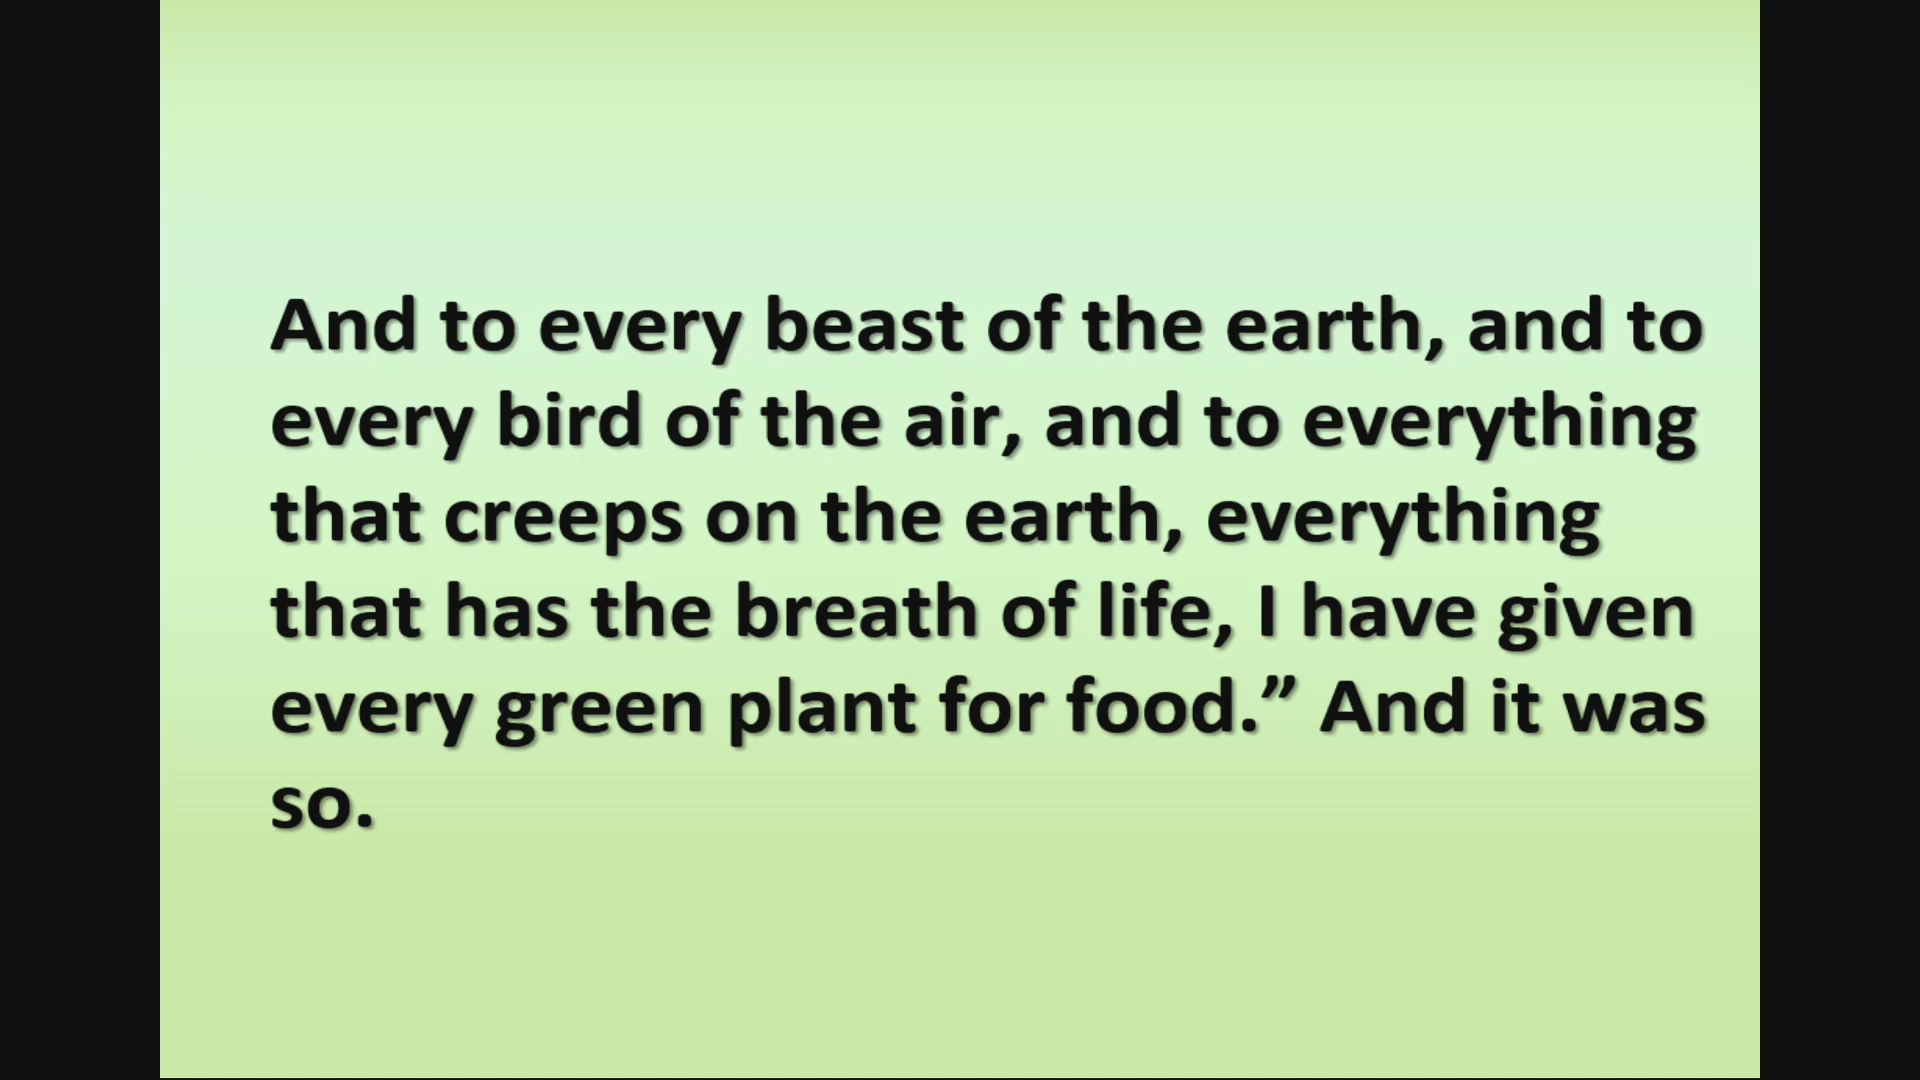 And to every beast of the earth, and to
every bird of the air, and to everything
that creeps on the earth, everything
that has the breath of life, I have given
every green plant for food.” And it was
so.